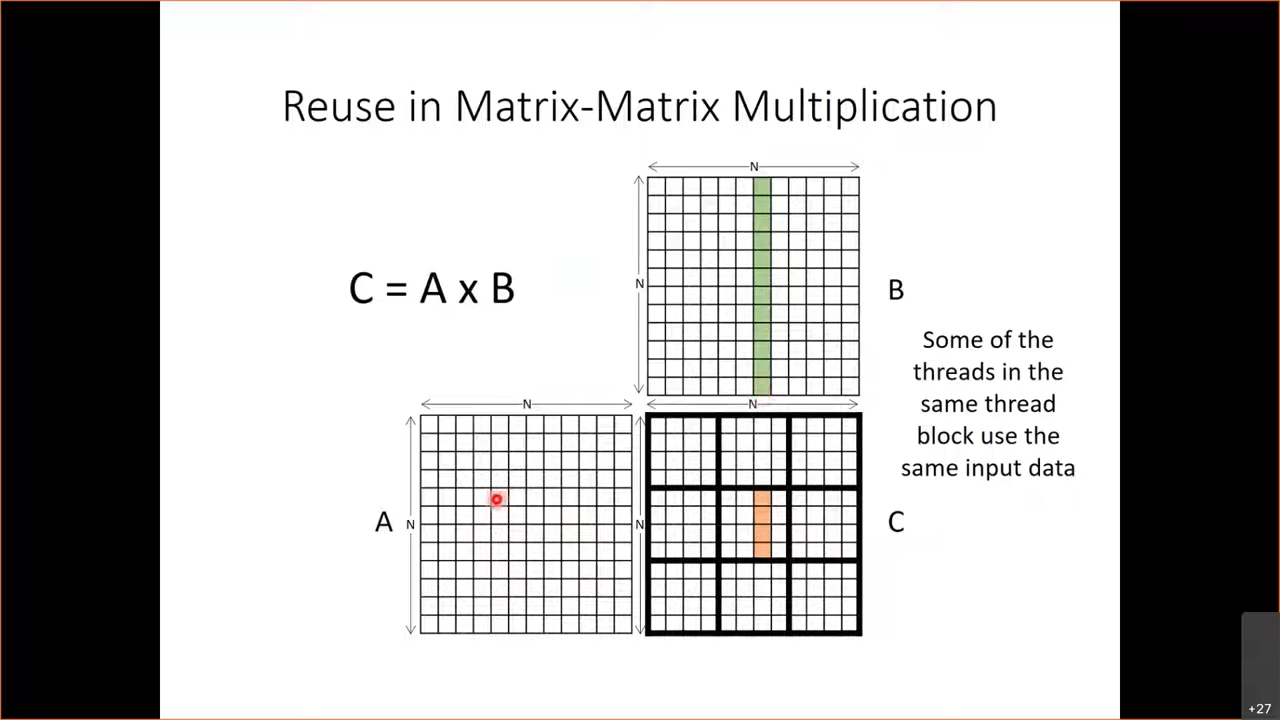 Reuse in Matrix-Matrix Multiplication
N
N
C = A x B
B
Some of the
threads in the
same thread
block use the
same input data
N
N
A
N
N
C
+27